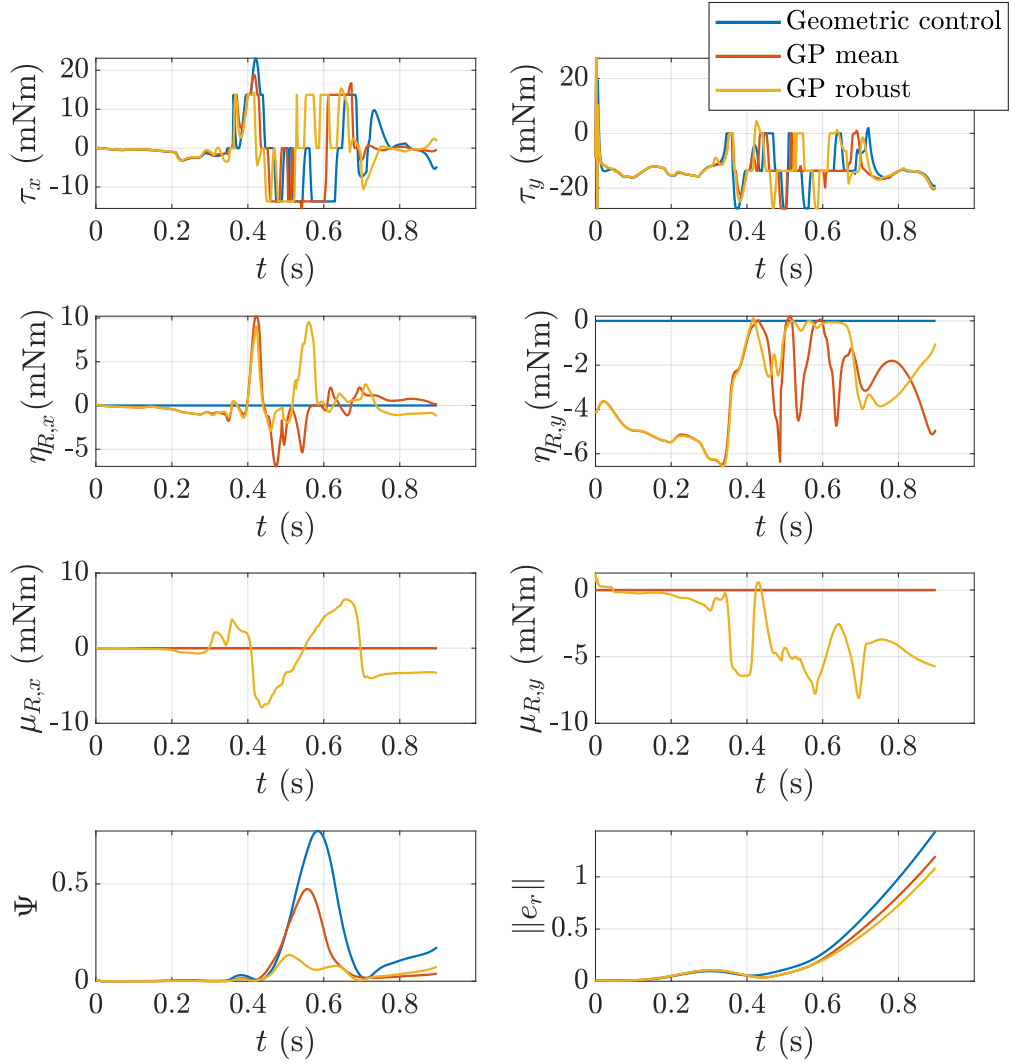 Geometric control
GP mean
GP robust
τx (mNm)
20
10
0
-10
0 0.2 0.4 0.6 0.8
t (s)
τy (mNm)
20
0
-20
0 0.2 0.4 0.6 0.8
t (s)
ηR,x (mNm)
10
5
0
-5
0 0.2 0.4 0.6 0.8
t (s)
ηR,y (mNm)
0
-2
-4
-6
0 0.2 0.4 0.6 0.8
t (s)
μR,x (mNm)
10
0
-10
0 0.2 0.4 0.6 0.8
t (s)
μR,y (mNm)
0
-5
-10
0 0.2 0.4 0.6 0.8
t (s)
Ψ
0.5
0
0 0.2 0.4 0.6 0.8
t (s)
||er||
1
0.5
0
0 0.2 0.4 0.6 0.8
t (s)